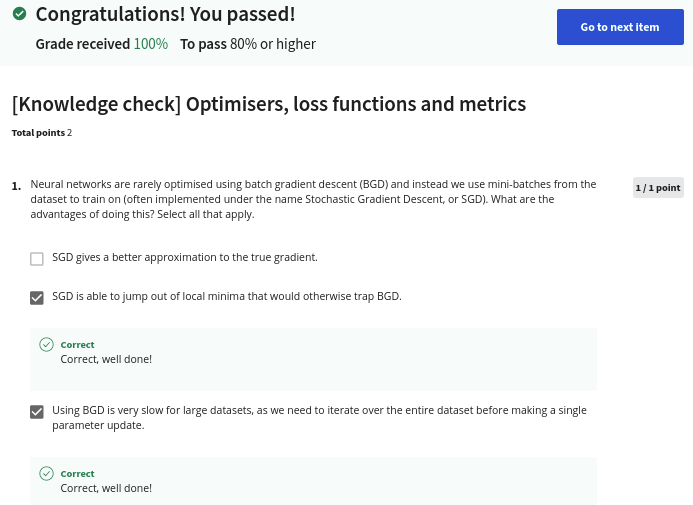 Congratulations! You passed!
Grade received 100% To pass 80% or higher
Go to next item
[Knowledge check] Optimisers, loss functions and metrics
Total points 2
1. Neural networks are rarely optimised using batch gradient descent (BGD) and instead we use mini-batches from the
dataset to train on (often implemented under the name Stochastic Gradient Descent, or SGD). What are the
advantages of doing this? Select all that apply.
1 / 1 point
SGD gives a better approximation to the true gradient.
SGD is able to jump out of local minima that would otherwise trap BGD.
Correct
Correct, well done!
Using BGD is very slow for large datasets, as we need to iterate over the entire dataset before making a single
parameter update.
Correct
Correct, well done!